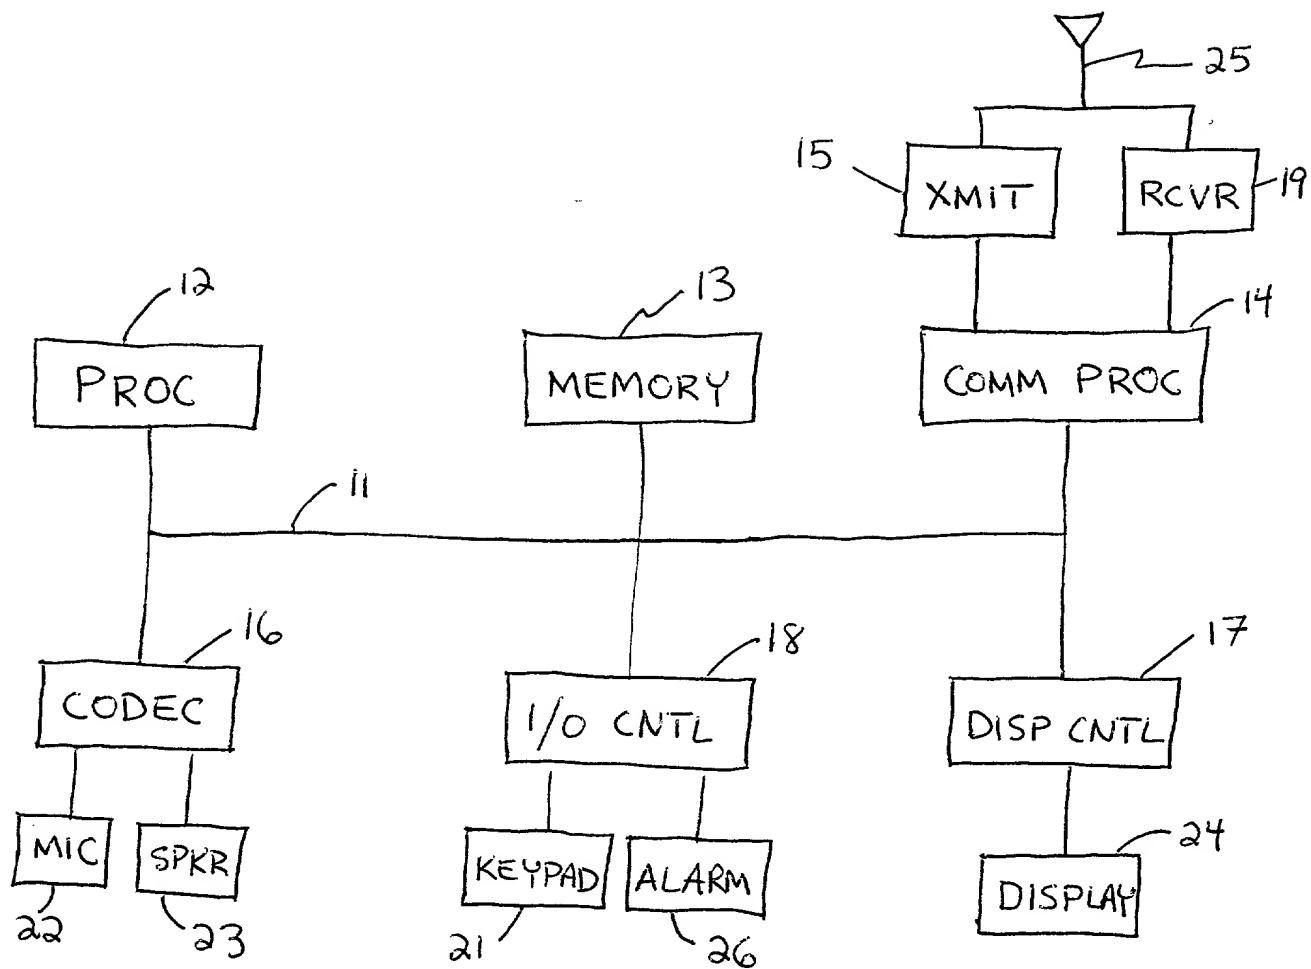 25
15
XMIT
RCVR
19
12
13
14
PROC
MEMORY
COMM PROC
11
16
18
17
CODEC
I/O CNTL
DISP CNTL
MIC
SPKR
KEYPAD
ALARM
24
DISPLAY
22
23
21
26